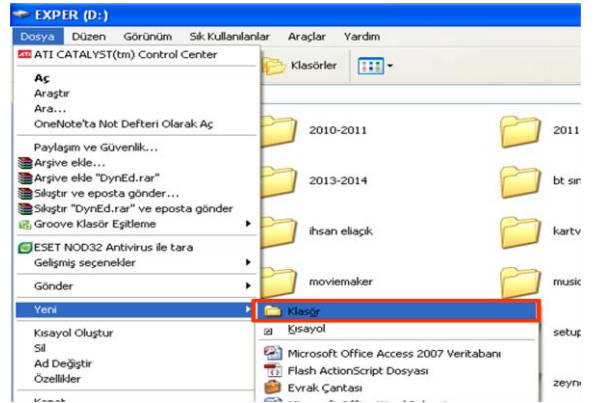 EXPER (D:)
Dosya Düzen Görünüm Sık Kullanılanlar Araçlar Yardım
ATI CATALYST(tm) Control Center
Klasörler
Aç
Araştır
Ara...
OneNote'ta Not Defteri Olarak Aç
2010-2011
2011
Paylaşım ve Güvenlik...
Arşive ekle...
Arşive ekle "DynEd.rar"
2013-2014
bt sın
Sıkıştır ve eposta gönder...
Sıkıştır "DynEd.rar" ve eposta gönder
Groove Klasör Eşitleme
ihsan eliaçık
kartv
ESET NOD32 Antivirus ile tara
Gelişmiş seçenekler
Gönder
moviemaker
music
Yeni
Klasör
Kısayol
Kısayol Oluştur
setup
Sil
Microsoft Office Access 2007 Veritabanı
Ad Değiştir
Flash ActionScript Dosyası
Özellikler
Evrak Çantası
zeyne